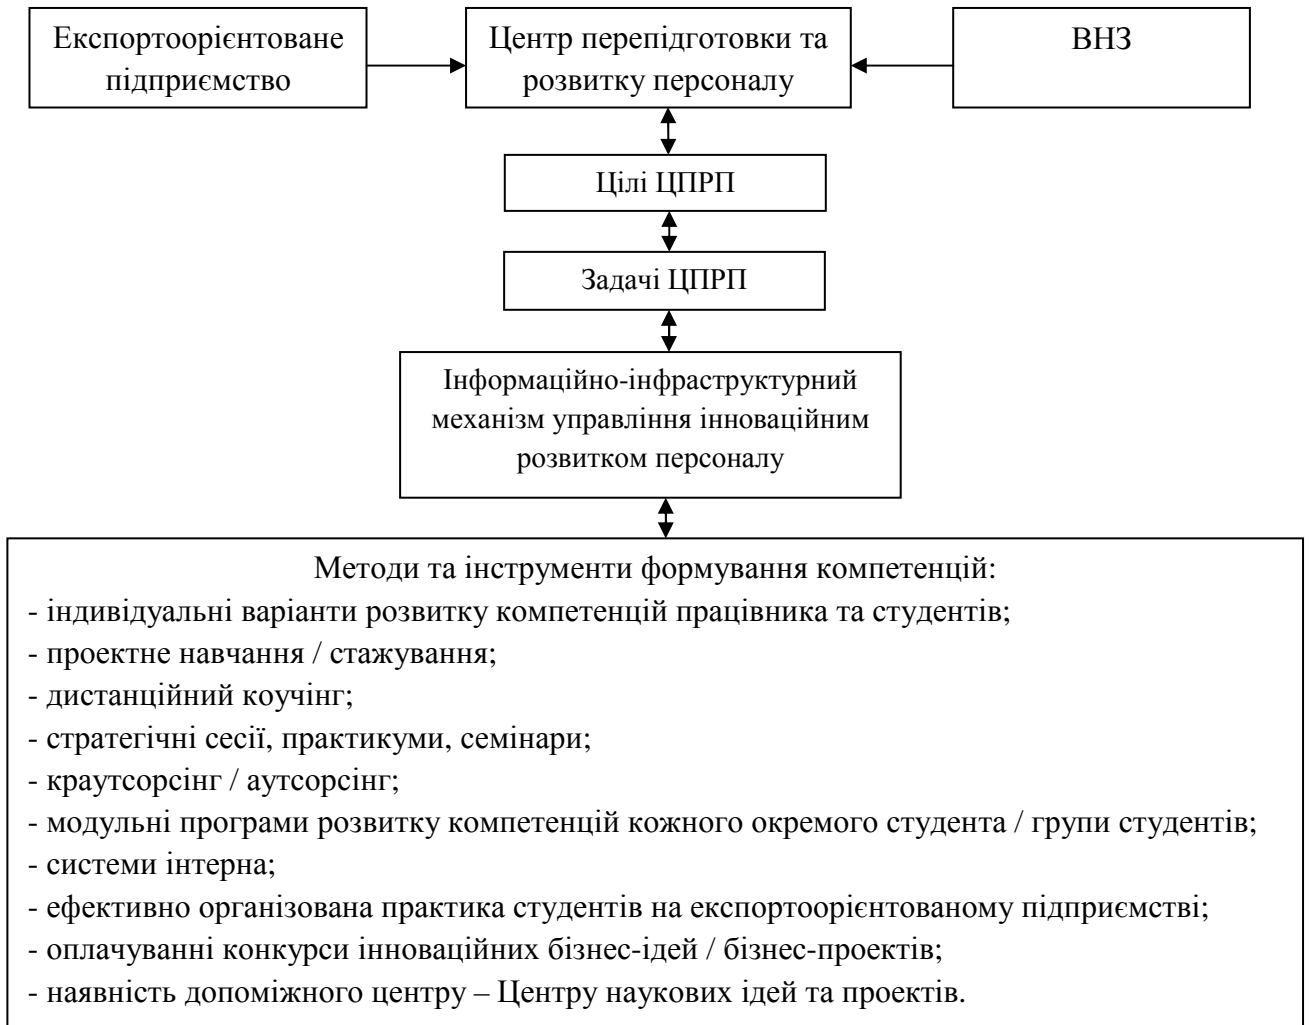 Експортоорієнтоване
підприємство
Центр перепідготовки та
розвитку персоналу
ВНЗ
Цілі ЦПРП
Задачі ЦПРП
Інформаційно-інфраструктурний
механізм управління інноваційним
розвитком персоналу
Методи та інструменти формування компетенцій:
- індивідуальні варіанти розвитку компетенцій працівника та студентів;
- проектне навчання / стажування;
- дистанційний коучінг;
- стратегічні сесії, практикуми, семінари;
- краутсорсінг / аутсорсінг;
- модульні програми розвитку компетенцій кожного окремого студента / групи студентів;
- системи інтерна;
- ефективно організована практика студентів на експортоорієнтованому підприємстві;
- оплачуванні конкурси інноваційних бізнес-ідей / бізнес-проектів;
- наявність допоміжного центру – Центру наукових ідей та проектів.